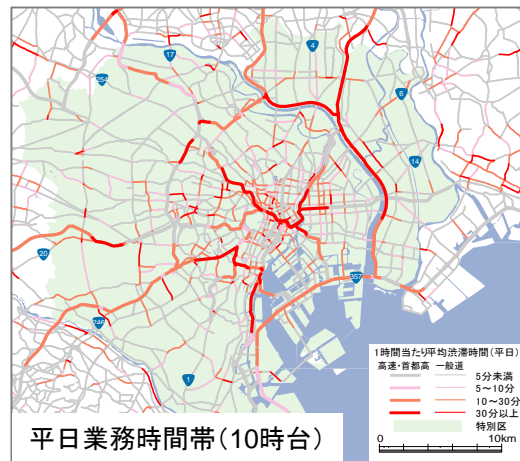 17
4
254
6
14
20
357
246
1
1時間当たり平均渋滞時間(平日)
高速・首都高 一般道
5分未満
5～10分
10～30分
30分以上
特別区
0 10km
平日業務時間帯(10時台)